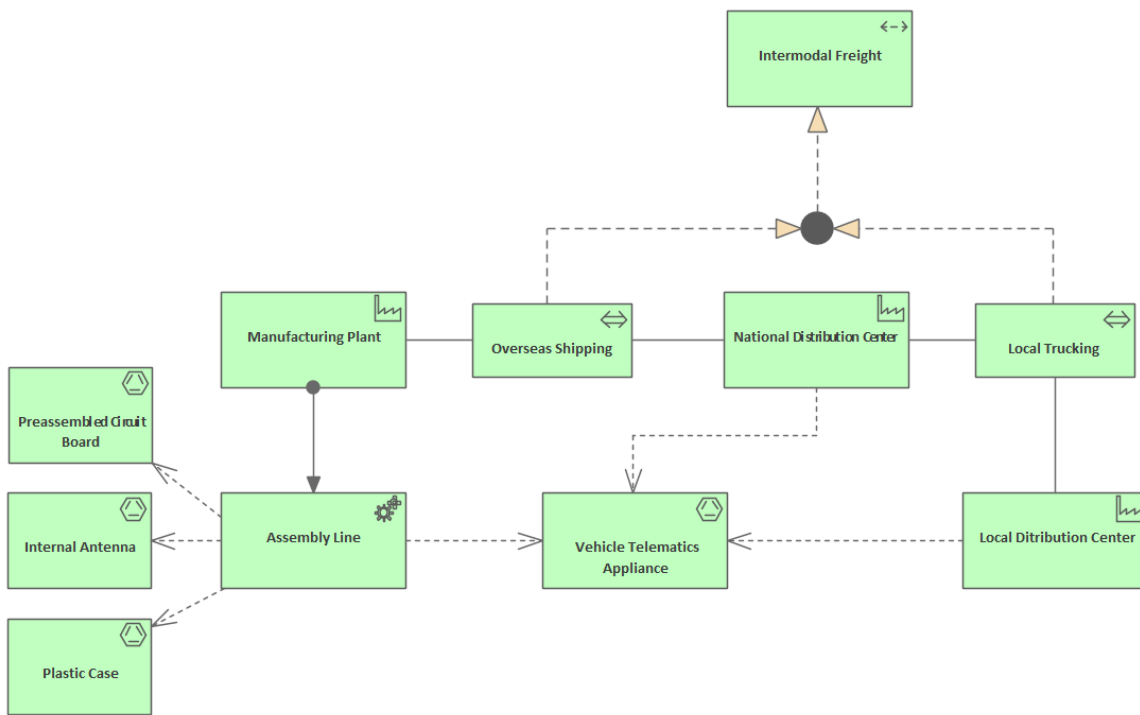 Intermodal Freight
Manufacturing Plant
Overseas Shipping
National Distribution Center
Local Trucking
Preassembled Circuit
Board
Internal Antenna
Assembly Line
Vehicle Telematics
Appliance
Local Ditribution Center
Plastic Case